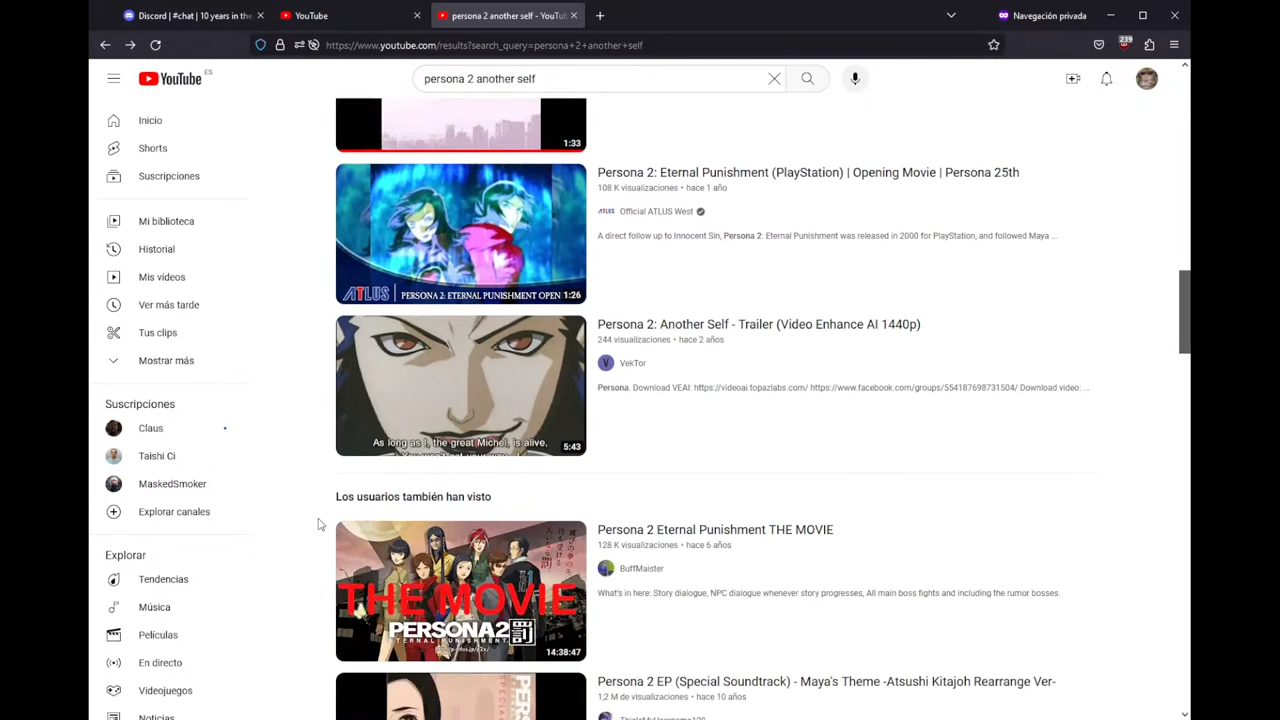 Discord | #chat | 10 years in the
YouTube
persona 2 another self - YouTu
Navegación privada
https://www.youtube.com/results?search_query=persona+2+another+self
239
YouTube ES
persona 2 another self
Inicio
Shorts
Suscripciones
Mi biblioteca
Historial
Mis vídeos
Ver más tarde
Tus clips
Mostrar más
Suscripciones
Claus
Taishi Ci
MaskedSmoker
Explorar canales
Explorar
Tendencias
Música
Películas
En directo
Videojuegos
Noticias
1:33
ATLUS PERSONA 2: ETERNAL PUNISHMENT OPEN
1:26
Persona 2: Eternal Punishment (PlayStation) | Opening Movie | Persona 25th
108 K visualizaciones • hace 1 año
ATLUS Official ATLUS West
A direct follow up to Innocent Sin, Persona 2: Eternal Punishment was released in 2000 for PlayStation, and followed Maya ...
As long as I, the great Michel, is alive,
5:43
Persona 2: Another Self - Trailer (Video Enhance AI 1440p)
244 visualizaciones • hace 2 años
V VekTor
Persona. Download VEAI: https://videoai.topazlabs.com/ https://www.facebook.com/groups/554187698731504/ Download video: ...
Los usuarios también han visto
THE MOVIE
PERSONA2 罰
ETERNAL PUNISHMENT
14:38:47
Persona 2 Eternal Punishment THE MOVIE
128 K visualizaciones • hace 6 años
BuffMaister
What's in here: Story dialogue, NPC dialogue whenever story progresses, All main boss fights and including the rumor bosses.
Persona 2 EP (Special Soundtrack) - Maya's Theme -Atsushi Kitajoh Rearrange Ver-
1,2 M de visualizaciones • hace 10 años